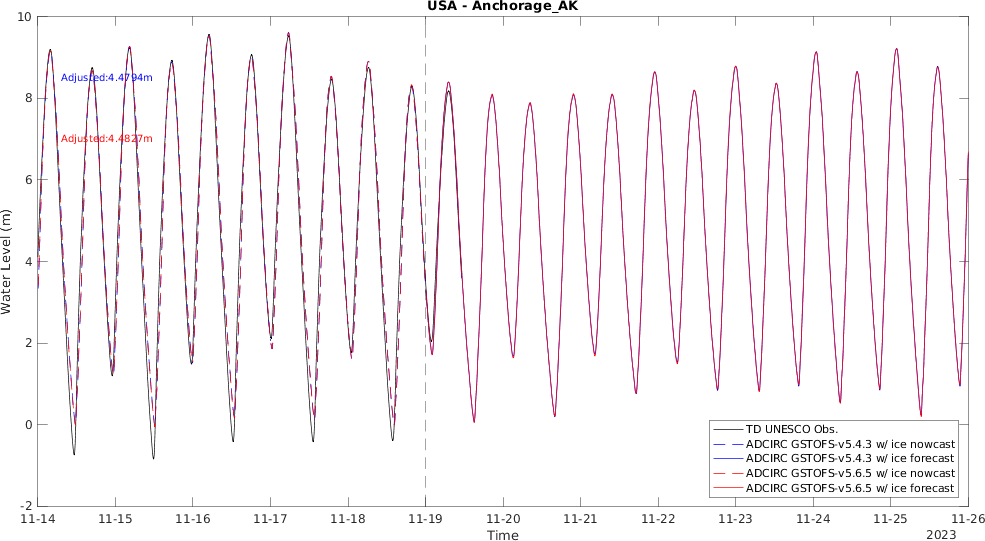 USA - Anchorage_AK
10
8
6
4
2
0
-2
Water Level (m)
Adjusted:4.4794m
Adjusted:4.4827m
TD UNESCO Obs.
ADCIRC GSTOFS-v5.4.3 w/ ice nowcast
ADCIRC GSTOFS-v5.4.3 w/ ice forecast
ADCIRC GSTOFS-v5.6.5 w/ ice nowcast
ADCIRC GSTOFS-v5.6.5 w/ ice forecast
11-14 11-15 11-16 11-17 11-18 11-19 11-20 11-21 11-22 11-23 11-24 11-25 11-26
Time
2023